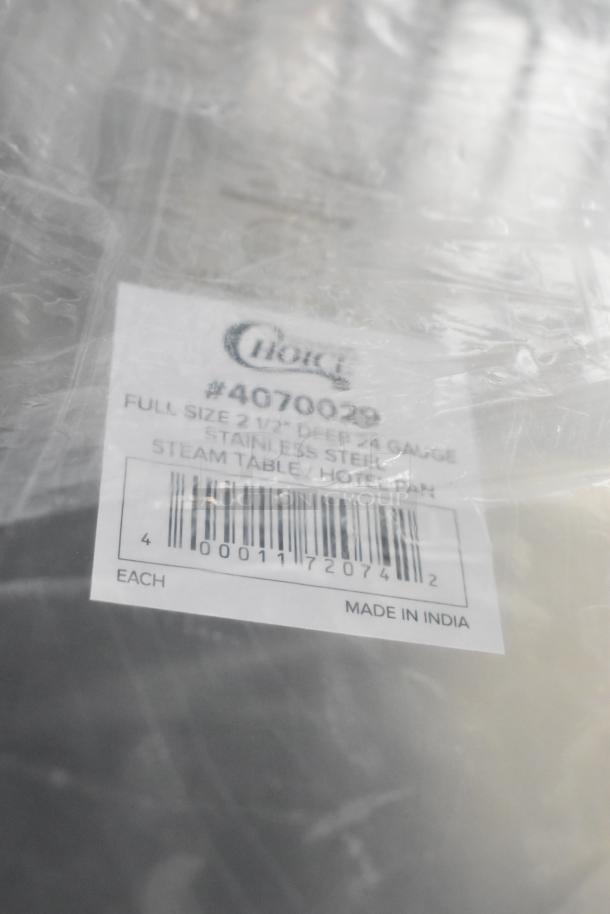 CHOICE
#4070029
FULL SIZE 2 1/2" DEEP 24 GAUGE
STAINLESS STEEL
STEAM TABLE / HOTEL PAN
4 00011 72074 2
EACH
MADE IN INDIA